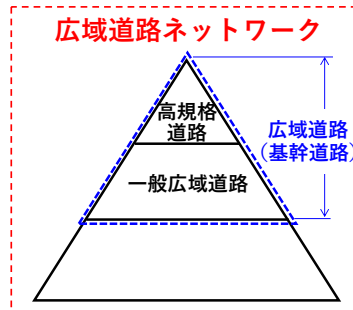 広域道路ネットワーク
高規格
道路
一般広域道路
広域道路
（基幹道路）